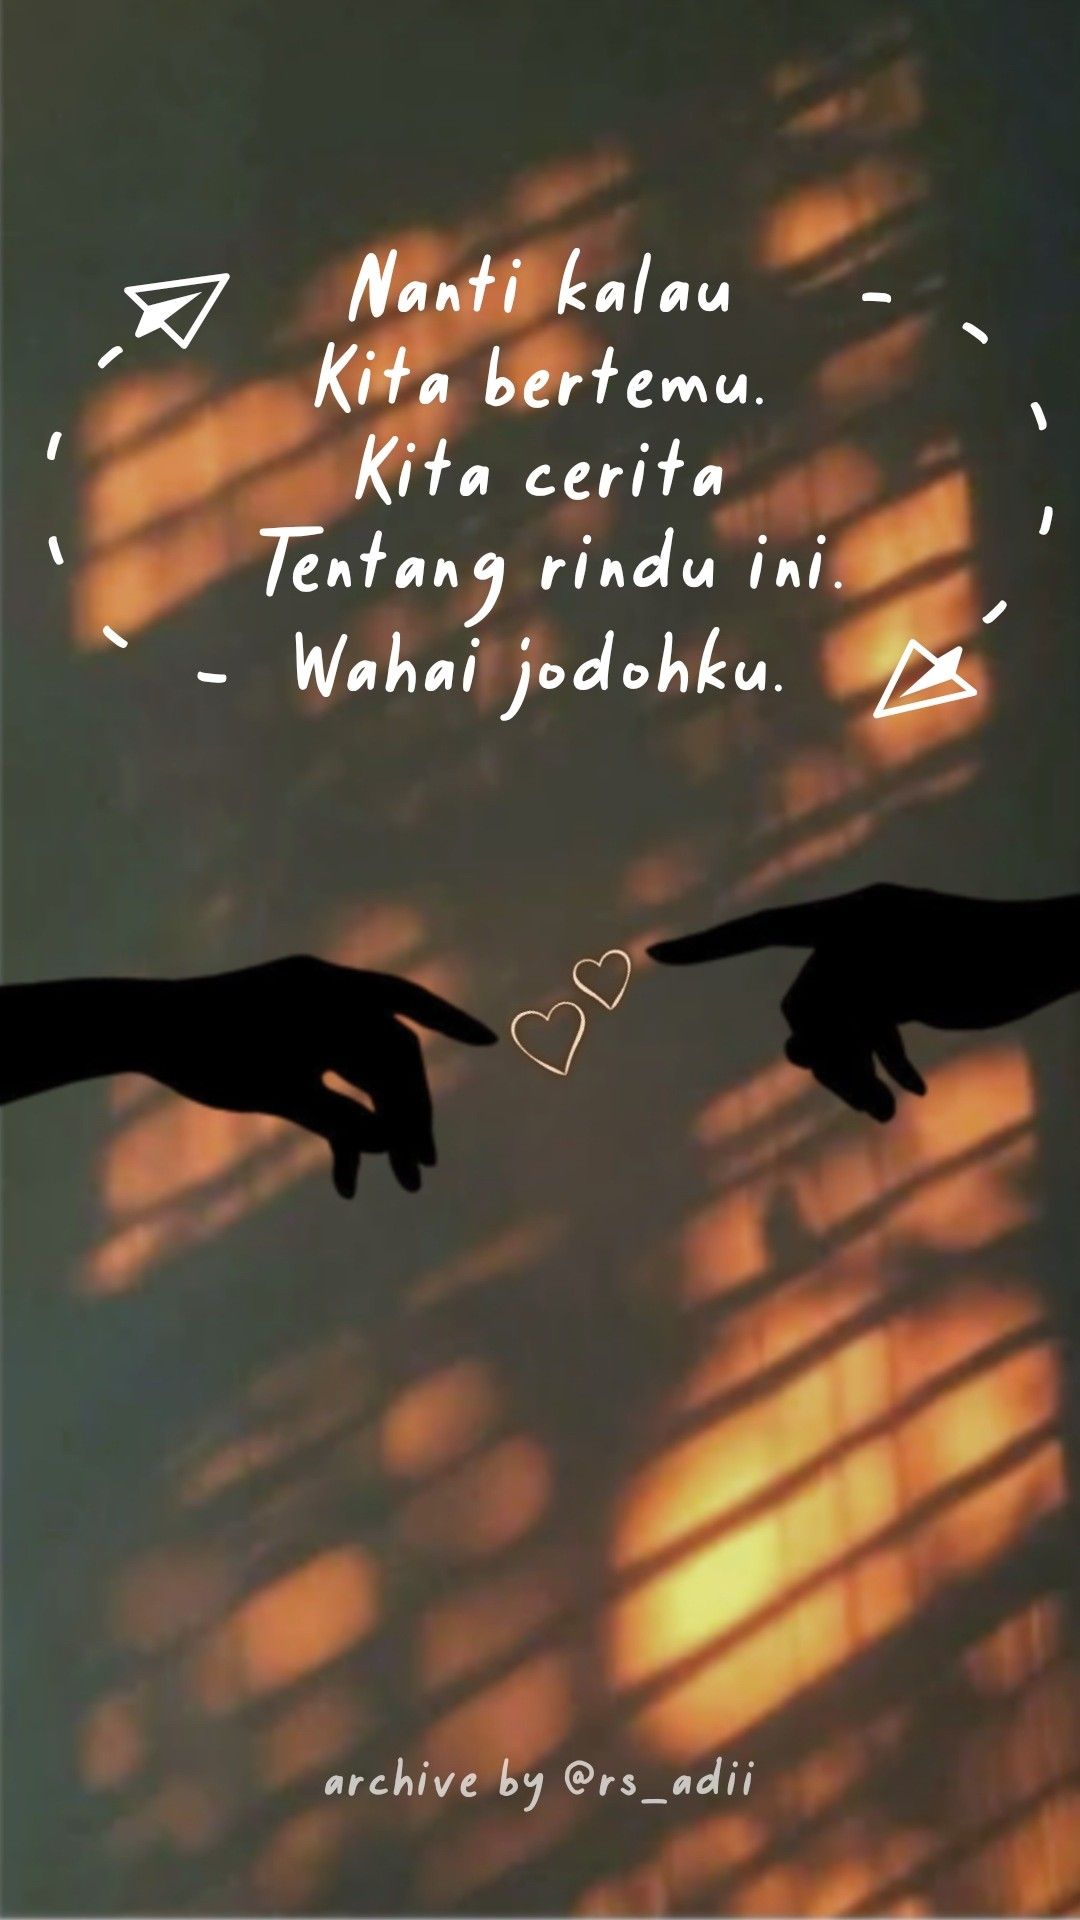 Nanti kalau
Kita bertemu.
Kita cerita
Tentang rindu ini.
Wahai jodohku.
archive by @rs_adii